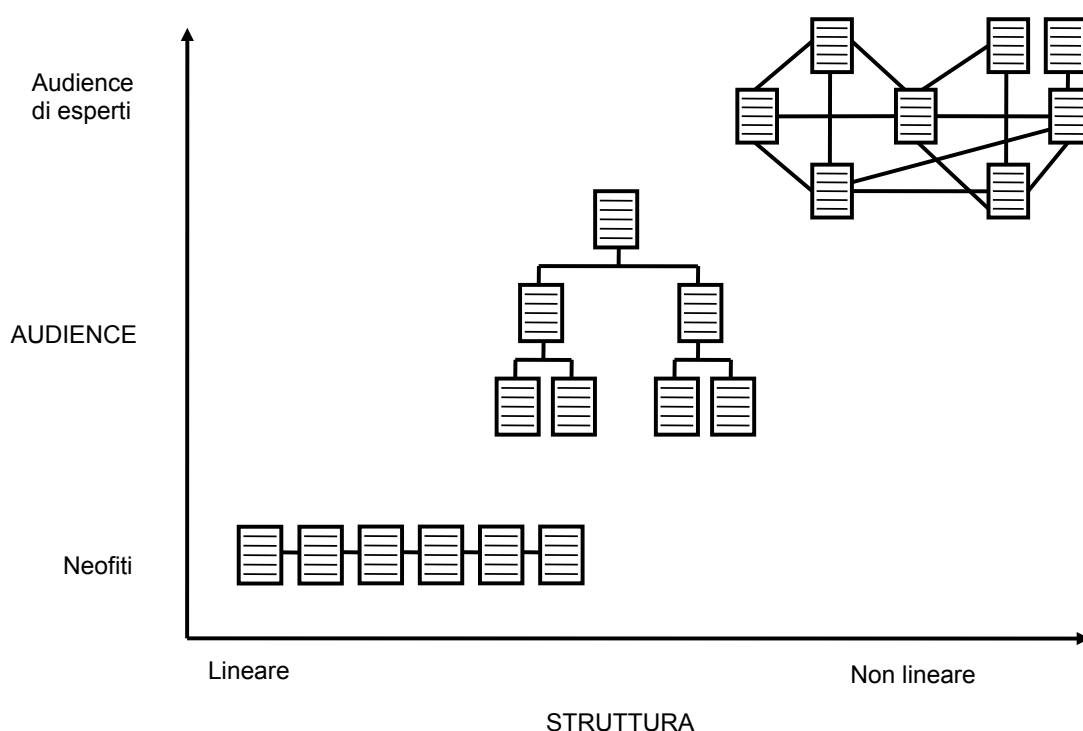 Audience
di esperti
AUDIENCE
Neofiti
Lineare
Non lineare
STRUTTURA